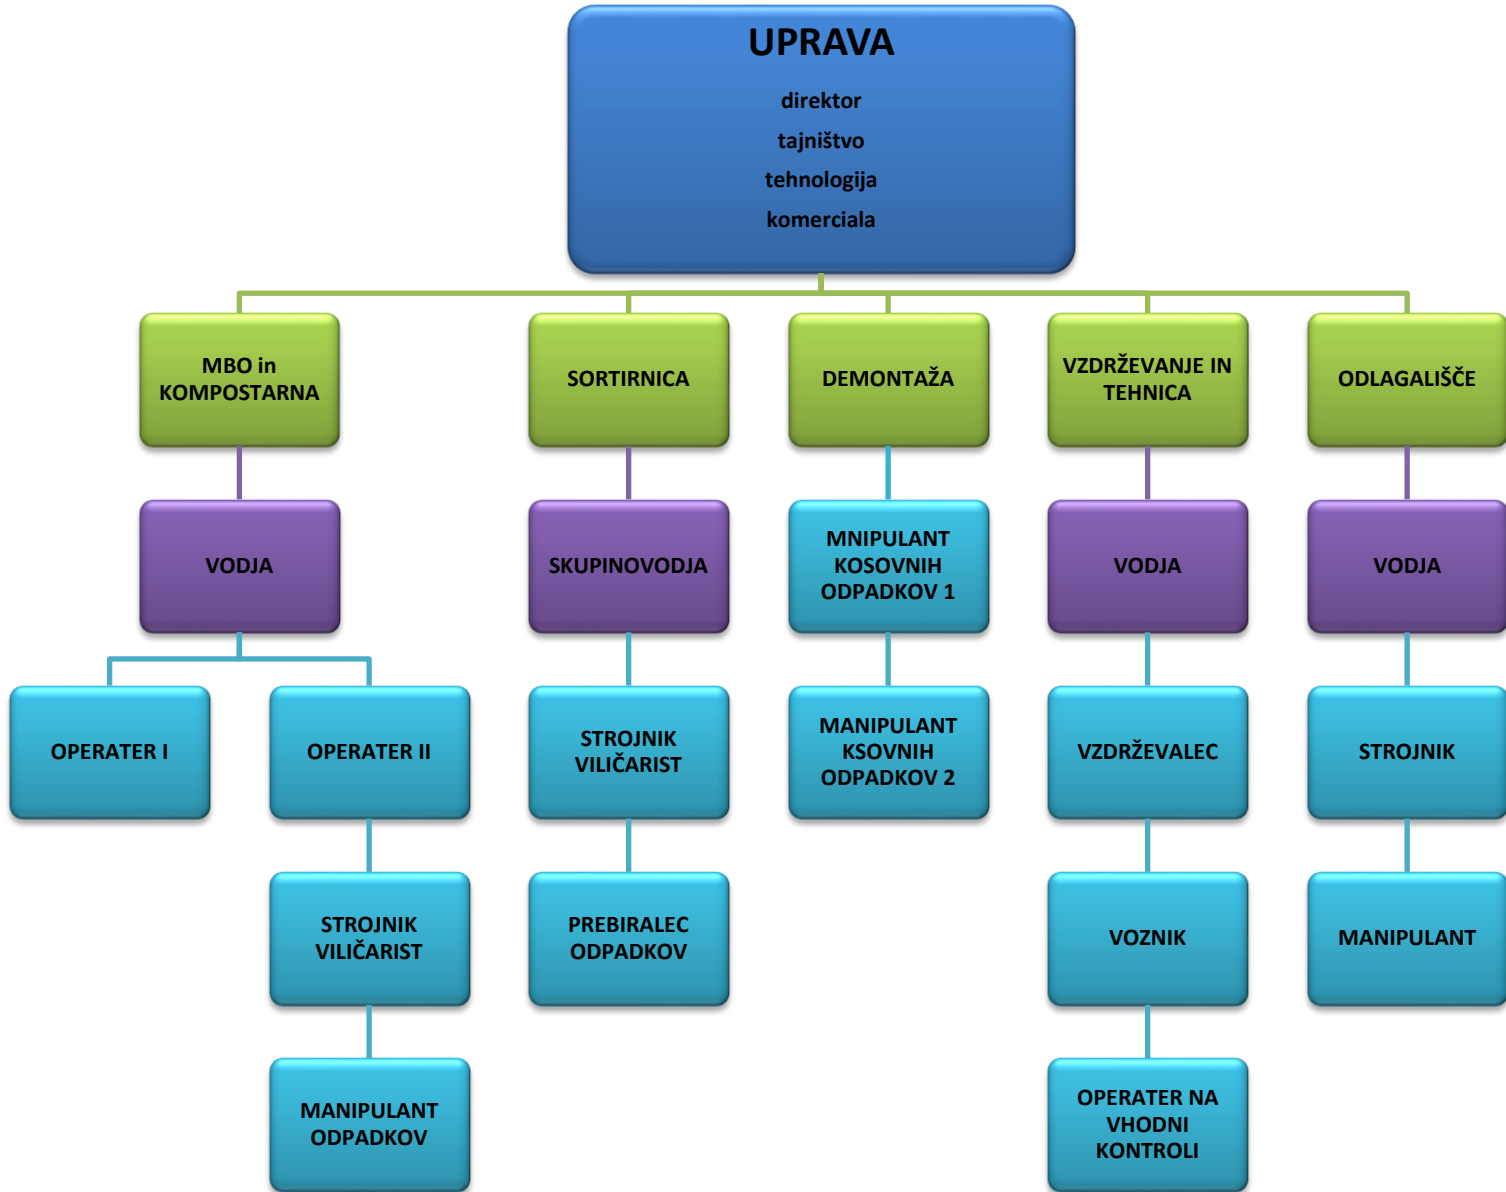 UPRAVA
direktor
tajništvo
tehnologija
komerciala
MBO in
KOMPOSTARNA
SORTIRNICA
DEMONTAŽA
VZDRŽEVANJE IN
TEHNICA
ODLAGALIŠČE
VODJA
SKUPINOVODJA
MNIPULANT
KOSOVNIH
ODPADKOV 1
VODJA
VODJA
OPERATER I
OPERATER II
STROJNIK
VILIČARIST
MANIPULANT
KSOVNIH
ODPADKOV 2
VZDRŽEVALEC
STROJNIK
STROJNIK
VILIČARIST
PREBIRALEC
ODPADKOV
VOZNIK
MANIPULANT
MANIPULANT
ODPADKOV
OPERATER NA
VHODNI
KONTROLI